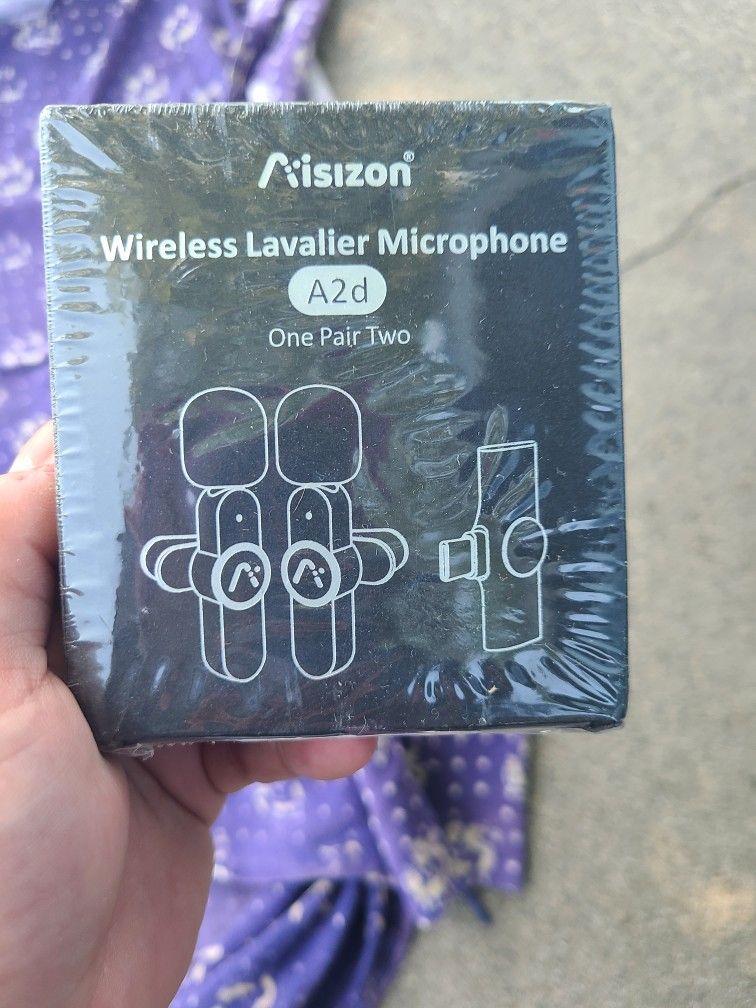 Aisizon®
Wireless Lavalier Microphone
A2d
One Pair Two